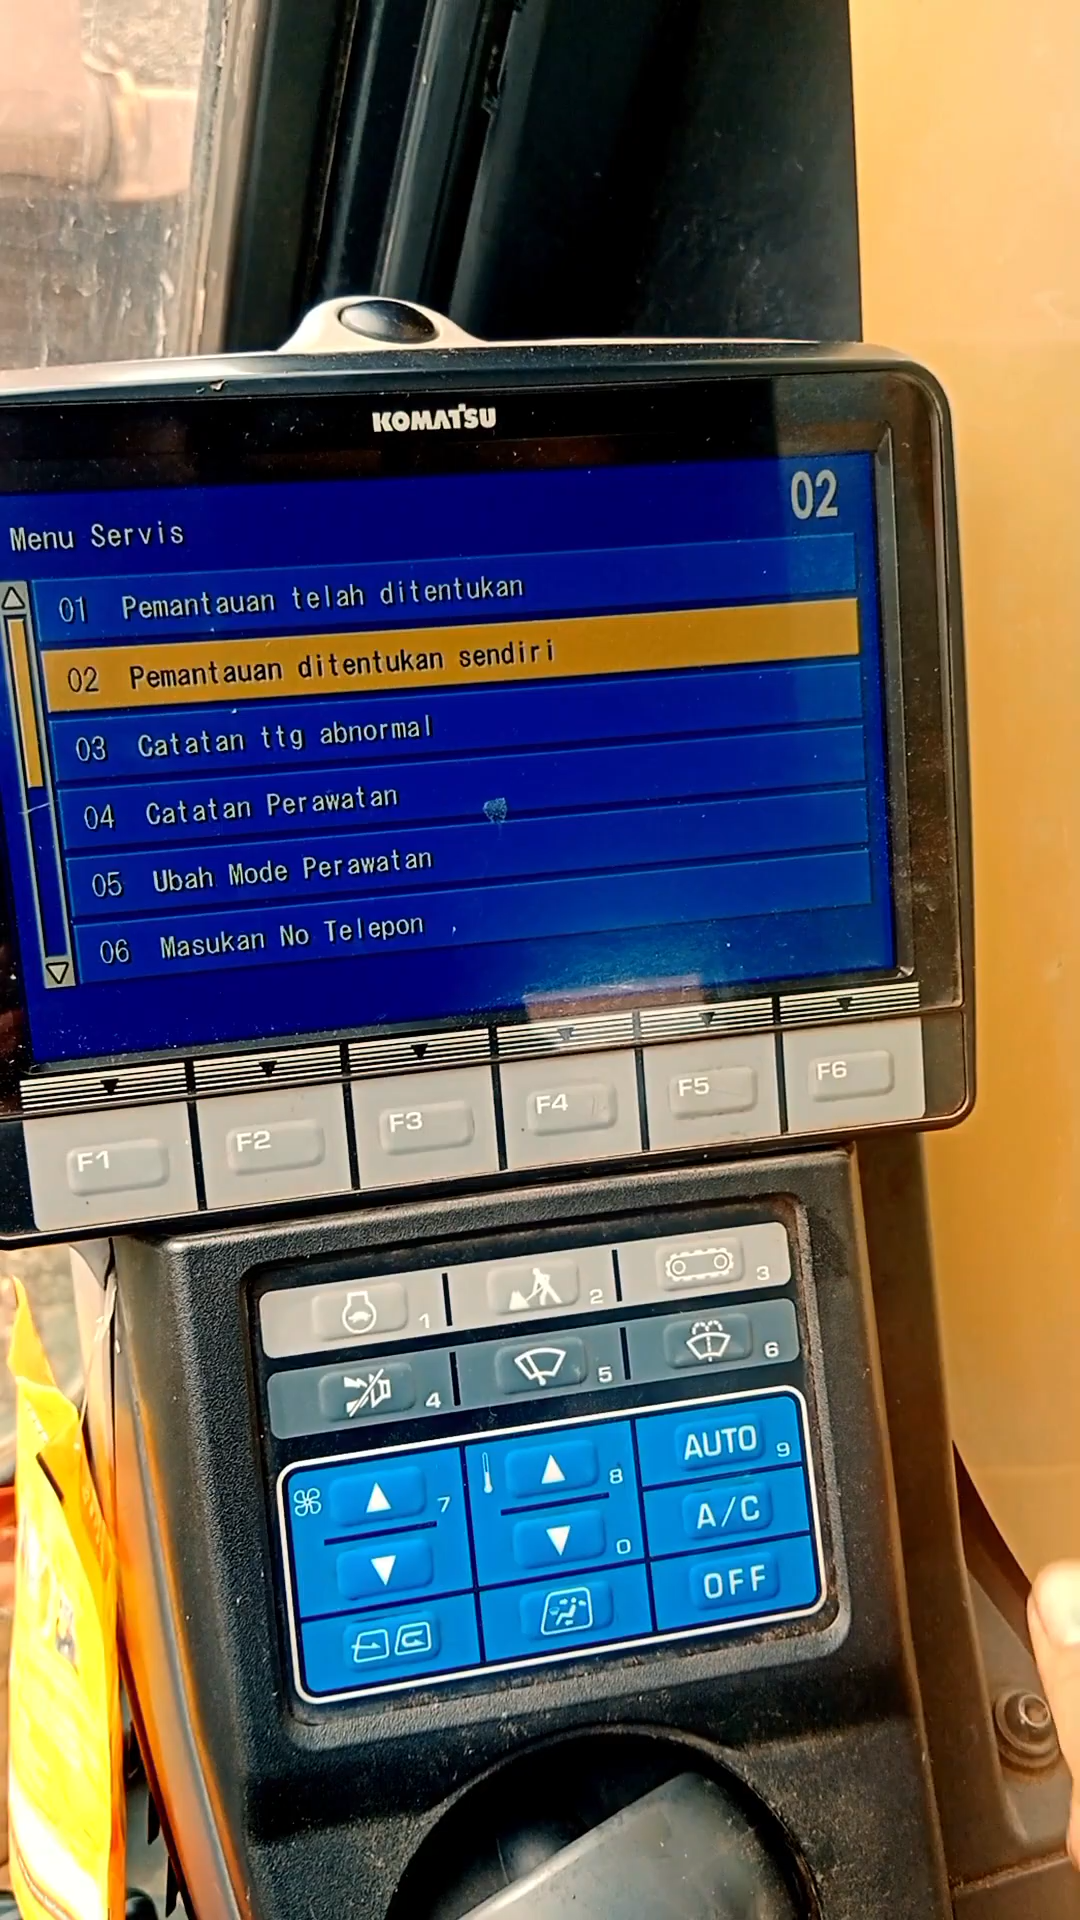 KOMATSU
02
Menu Servis
01 Pemantauan telah ditentukan
02 Pemantauan ditentukan sendiri
03 Catatan ttg abnormal
04 Catatan Perawatan
05 Ubah Mode Perawatan
06 Masukan No Telepon
F1 F2 F3 F4 F5 F6
1 2 3
4 5 6
7 8 AUTO 9
0 A/C
OFF